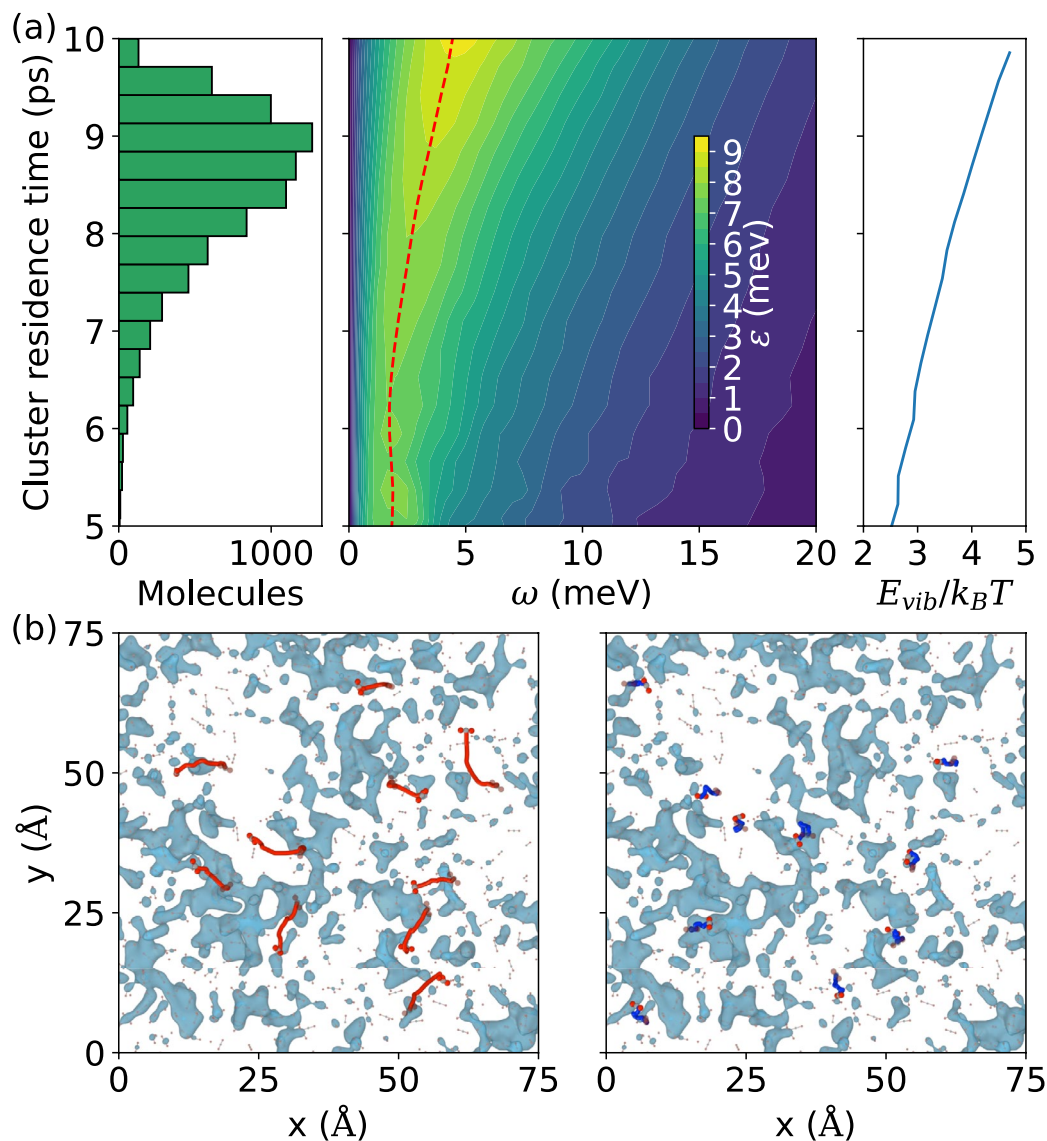 (a)
Cluster residence time (ps)
10
9
8
7
6
5
0 1000
Molecules
0 5 10 15 20
ω (meV)
9
8
7
6
5
4
3
2
1
0
ε (mev)
2 3 4 5
E_vib/k_BT
(b)
y (Å)
75
50
25
0
0 25 50 75
x (Å)
0 25 50 75
x (Å)